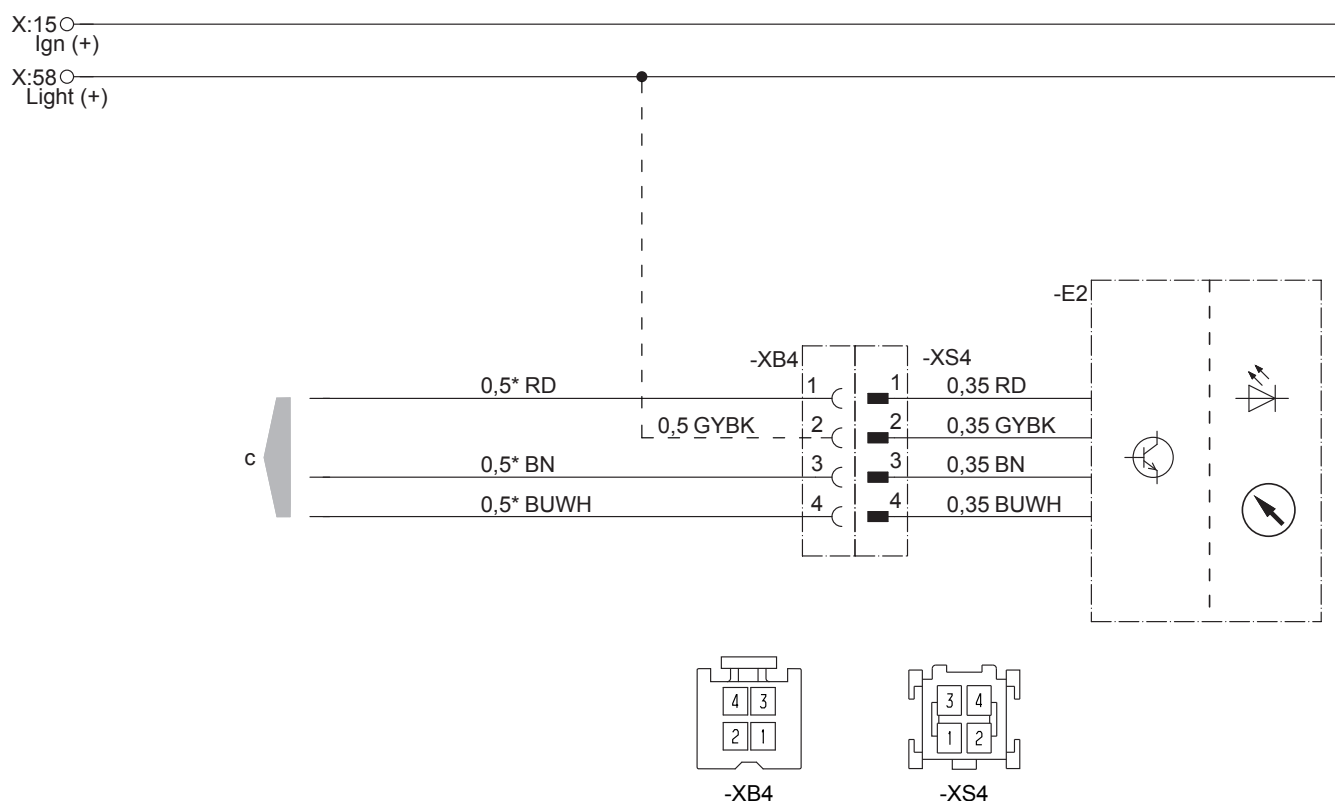 X:15
Ign (+)
X:58
Light (+)
-E2
-XB4 -XS4
0,5* RD 1 1 0,35 RD
0,5 GYBK 2 2 0,35 GYBK
c
0,5* BN 3 3 0,35 BN
0,5* BUWH 4 4 0,35 BUWH
4 3 3 4
2 1 1 2
-XB4 -XS4